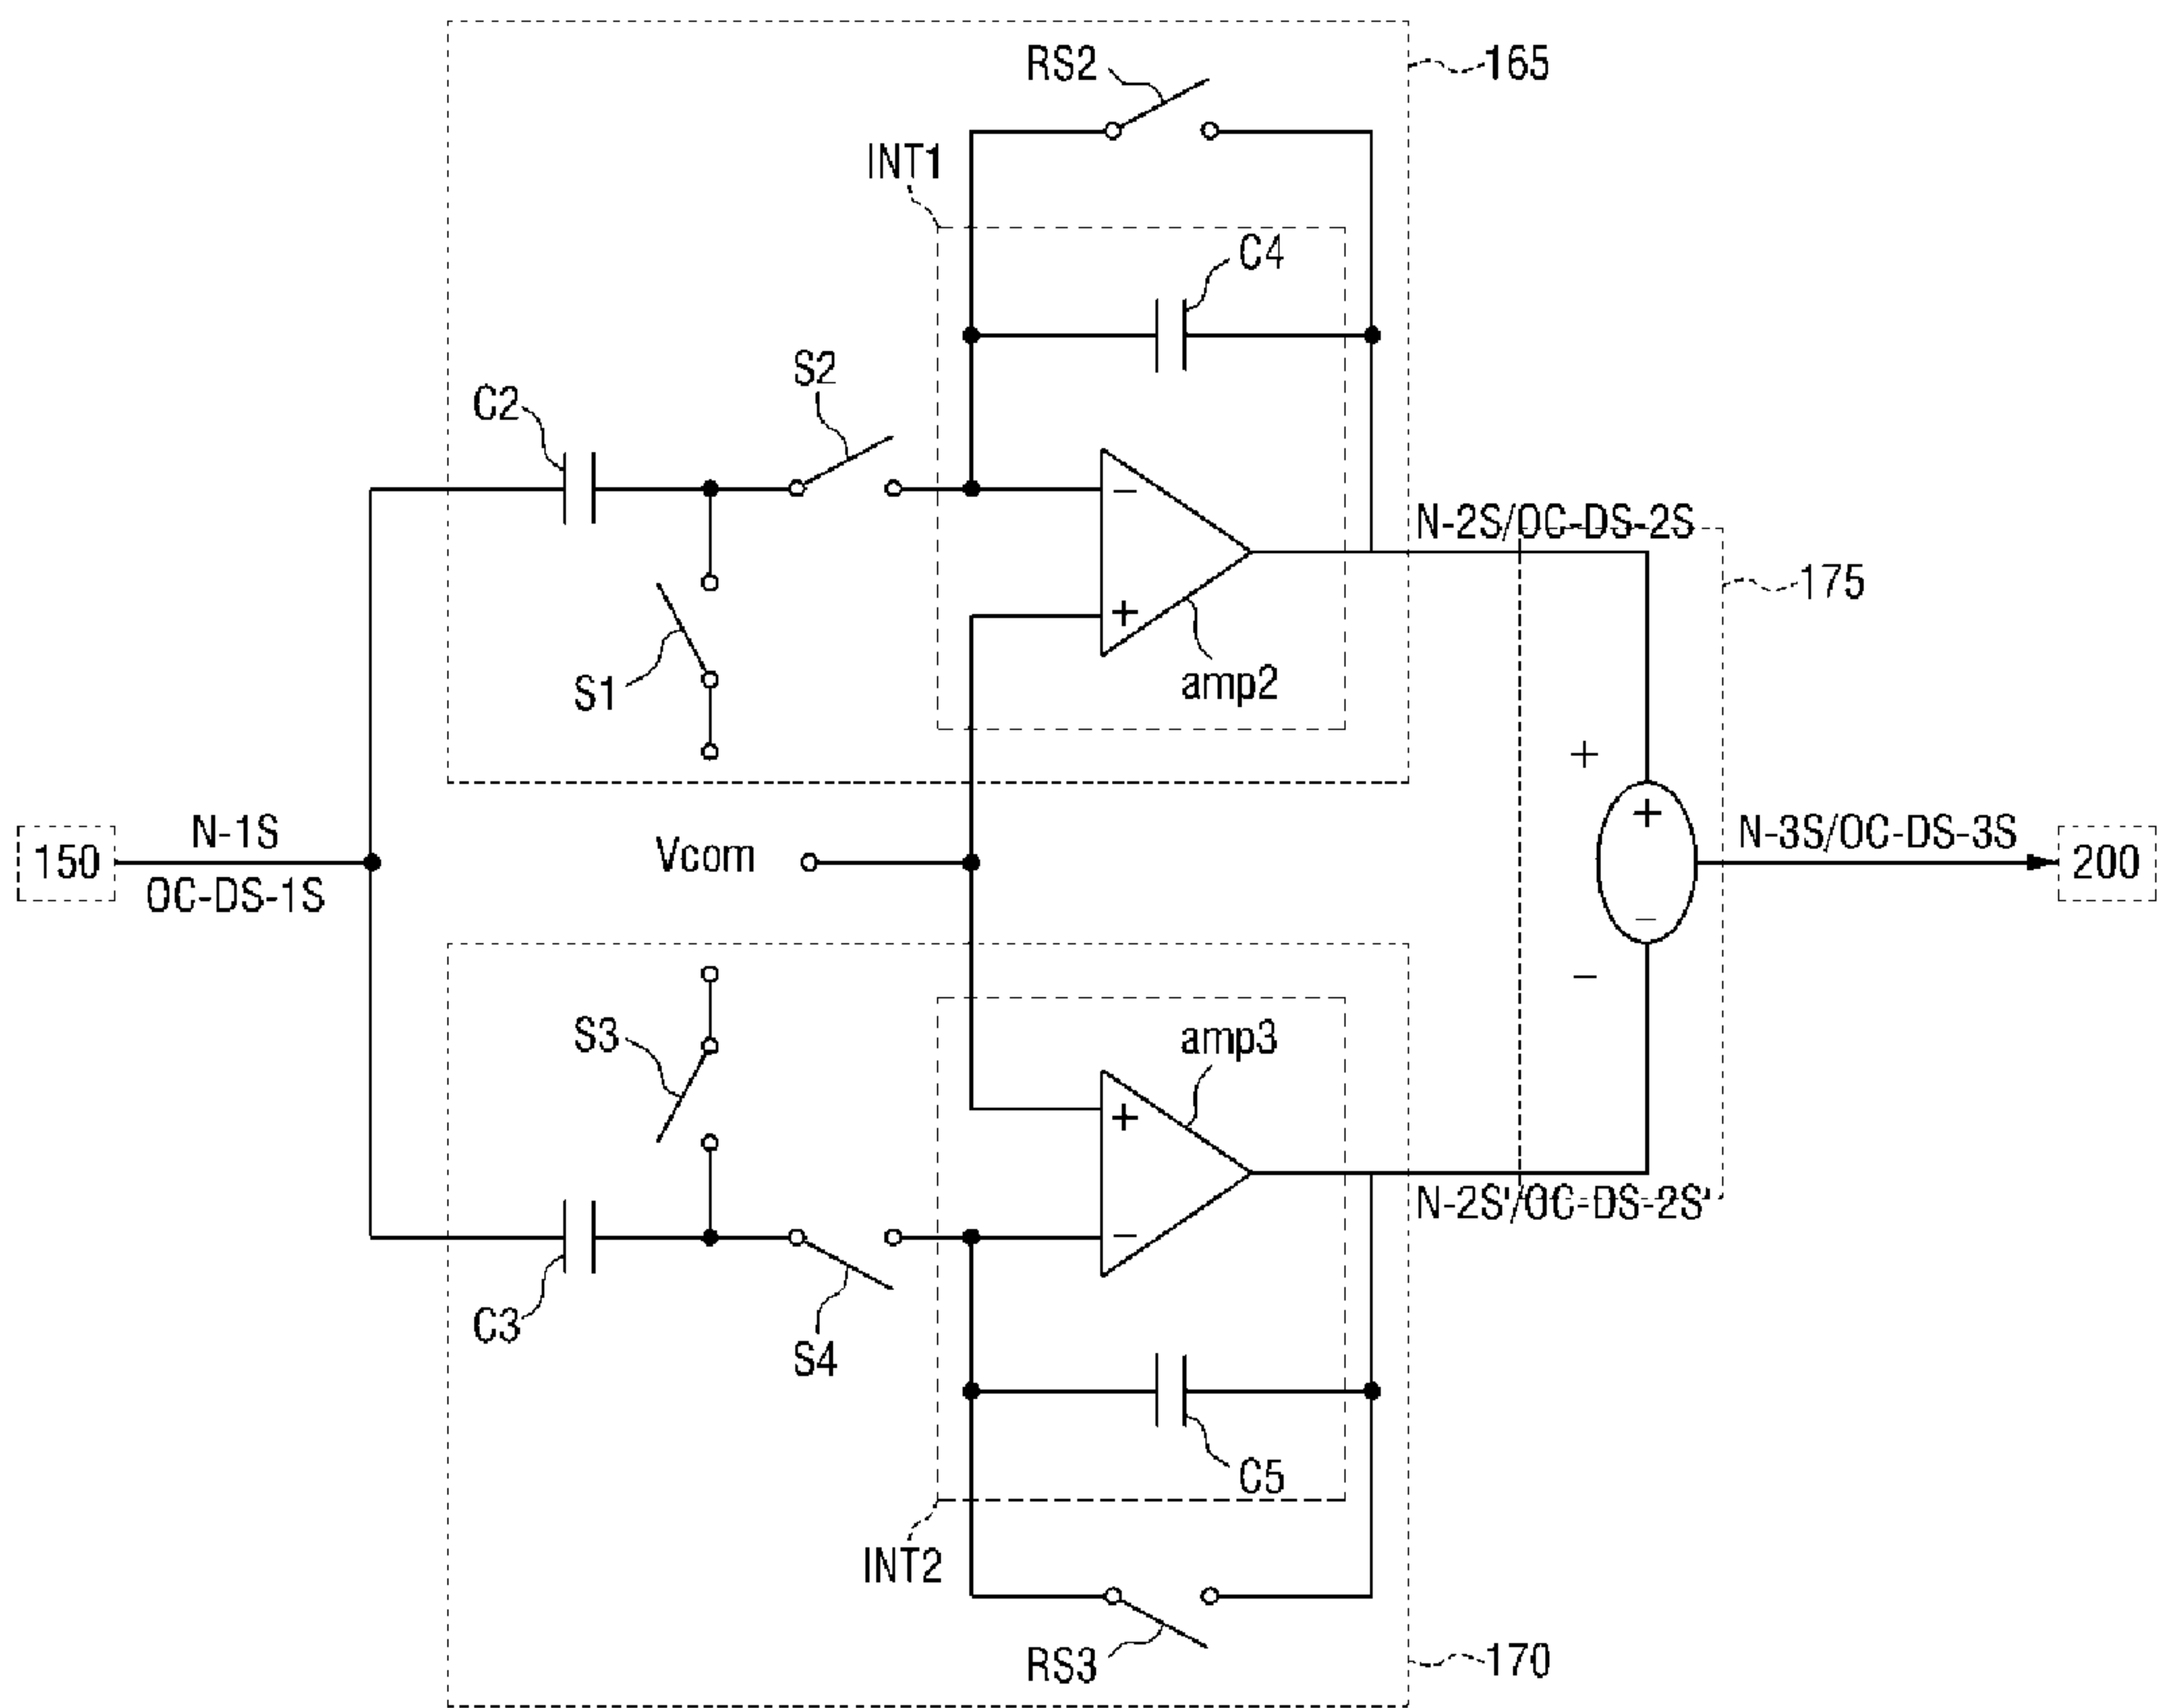 RS2
165
INT1
C4
S2
C2
−
N-2S/OC-DS-2S
175
+
S1
amp2
+
+
N-1S
Vcom
N-3S/OC-DS-3S
150
200
OC-DS-1S
−
−
S3
amp3
+
N-2S'/OC-DS-2S'
−
C3
S4
C5
INT2
RS3
170